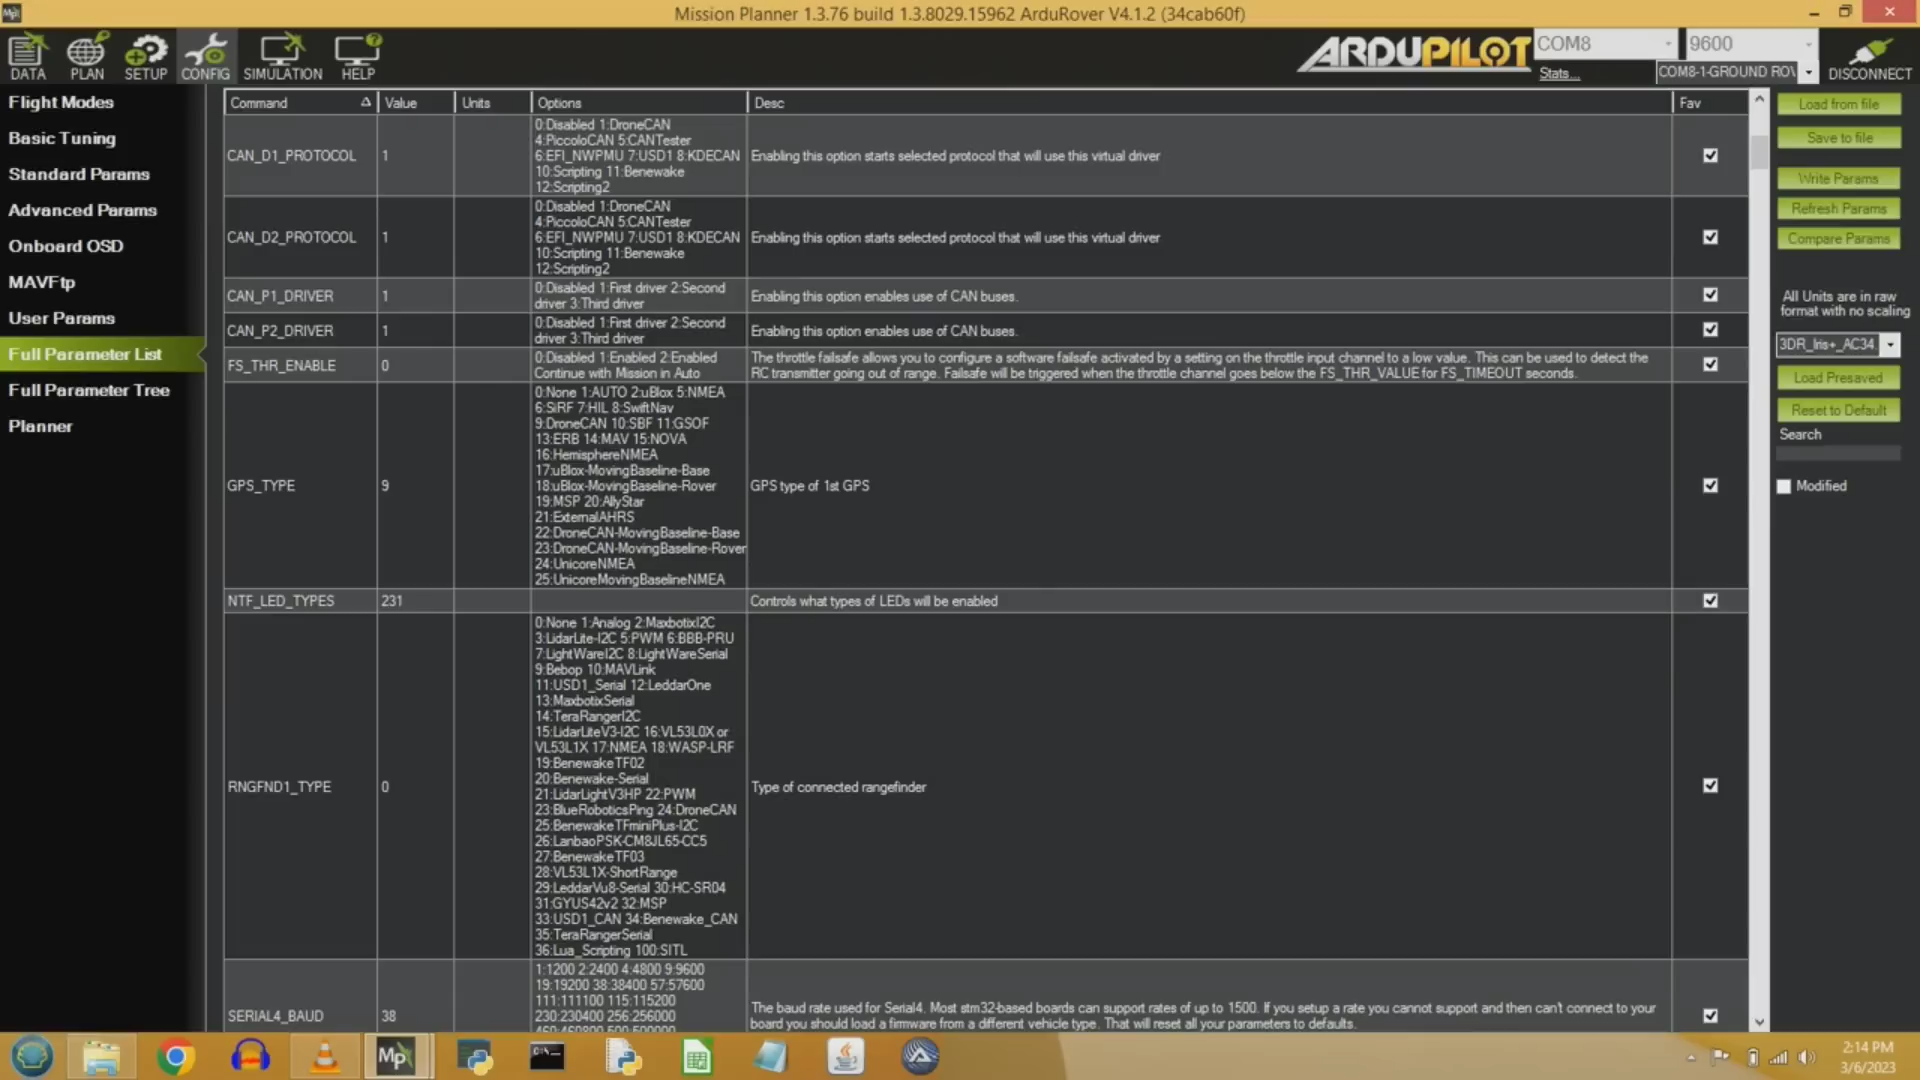 Mission Planner 1.3.76 build 1.3.8029.15962 ArduRover V4.1.2 (34cab60f)
DATA PLAN SETUP CONFIG SIMULATION HELP
ARDUPILOT
COM8 9600
Stats...
COM8-1-GROUND ROV
DISCONNECT
Flight Modes
Basic Tuning
Standard Params
Advanced Params
Onboard OSD
MAVFtp
User Params
Full Parameter List
Full Parameter Tree
Planner
Command Value Units Options Desc Fav
CAN_D1_PROTOCOL 1
0:Disabled 1:DroneCAN
4:PiccoloCAN 5:CANTester
6:EFI_NWPMU 7:USD1 8:KDECAN
10:Scripting 11:Benewake
12:Scripting2
Enabling this option starts selected protocol that will use this virtual driver
CAN_D2_PROTOCOL 1
0:Disabled 1:DroneCAN
4:PiccoloCAN 5:CANTester
6:EFI_NWPMU 7:USD1 8:KDECAN
10:Scripting 11:Benewake
12:Scripting2
Enabling this option starts selected protocol that will use this virtual driver
CAN_P1_DRIVER 1
0:Disabled 1:First driver 2:Second
driver 3:Third driver
Enabling this option enables use of CAN buses.
CAN_P2_DRIVER 1
0:Disabled 1:First driver 2:Second
driver 3:Third driver
Enabling this option enables use of CAN buses.
FS_THR_ENABLE 0
0:Disabled 1:Enabled 2:Enabled
Continue with Mission in Auto
The throttle failsafe allows you to configure a software failsafe activated by a setting on the throttle input channel to a low value. This can be used to detect the
RC transmitter going out of range. Failsafe will be triggered when the throttle channel goes below the FS_THR_VALUE for FS_TIMEOUT seconds.
GPS_TYPE 9
0:None 1:AUTO 2:uBlox 5:NMEA
6:SiRF 7:HIL 8:SwiftNav
9:DroneCAN 10:SBF 11:GSOF
13:ERB 14:MAV 15:NOVA
16:HemisphereNMEA
17:uBlox-MovingBaseline-Base
18:uBlox-MovingBaseline-Rover
19:MSP 20:AllyStar
21:ExternalAHRS
22:DroneCAN-MovingBaseline-Base
23:DroneCAN-MovingBaseline-Rover
24:UnicoreNMEA
25:UnicoreMovingBaselineNMEA
GPS type of 1st GPS
NTF_LED_TYPES 231
Controls what types of LEDs will be enabled
RNGFND1_TYPE 0
0:None 1:Analog 2:MaxbotixI2C
3:LidarLite-I2C 5:PWM 6:BBB-PRU
7:LightWareI2C 8:LightWareSerial
9:Bebop 10:MAVLink
11:USD1_Serial 12:LeddarOne
13:MaxbotixSerial
14:TeraRangerI2C
15:LidarLiteV3-I2C 16:VL53L0X or
VL53L1X 17:NMEA 18:WASP-LRF
19:BenewakeTF02
20:Benewake-Serial
21:LidarLightV3HP 22:PWM
23:BlueRoboticsPing 24:DroneCAN
25:BenewakeTFminiPlus-I2C
26:LanbaoPSK-CM8JL65-CC5
27:BenewakeTF03
28:VL53L1X-ShortRange
29:LeddarVu8-Serial 30:HC-SR04
31:GYUS42v2 32:MSP
33:USD1_CAN 34:Benewake_CAN
35:TeraRangerSerial
36:Lua_Scripting 100:SITL
Type of connected rangefinder
SERIAL4_BAUD 38
1:1200 2:2400 4:4800 9:9600
19:19200 38:38400 57:57600
111:111100 115:115200
230:230400 256:256000
460:460800 500:500000
The baud rate used for Serial4. Most stm32-based boards can support rates of up to 1500. If you setup a rate you cannot support and then can't connect to your
board you should load a firmware from a different vehicle type. That will reset all your parameters to defaults.
Load from file
Save to file
Write Params
Refresh Params
Compare Params
All Units are in raw
format with no scaling
3DR_Iris+_AC34
Load Presaved
Reset to Default
Search
Modified
2:14 PM
3/6/2023